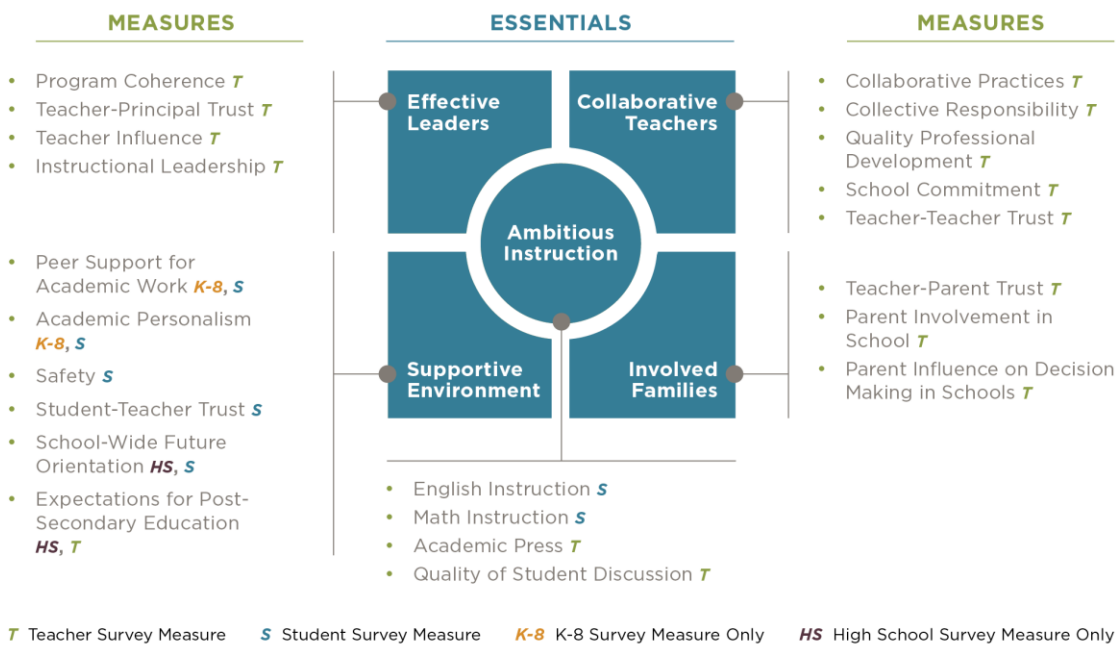 MEASURES
• Program Coherence T
• Teacher-Principal Trust T
• Teacher Influence T
• Instructional Leadership T
• Peer Support for
Academic Work K-8, S
• Academic Personalism
K-8, S
• Safety S
• Student-Teacher Trust S
• School-Wide Future
Orientation HS, S
• Expectations for Post-
Secondary Education
HS, T
ESSENTIALS
Effective
Leaders
Collaborative
Teachers
Ambitious
Instruction
Supportive
Environment
Involved
Families
• English Instruction S
• Math Instruction S
• Academic Press T
• Quality of Student Discussion T
MEASURES
• Collaborative Practices T
• Collective Responsibility T
• Quality Professional
Development T
• School Commitment T
• Teacher-Teacher Trust T
• Teacher-Parent Trust T
• Parent Involvement in
School T
• Parent Influence on Decision
Making in Schools T
T Teacher Survey Measure S Student Survey Measure K-8 K-8 Survey Measure Only HS High School Survey Measure Only